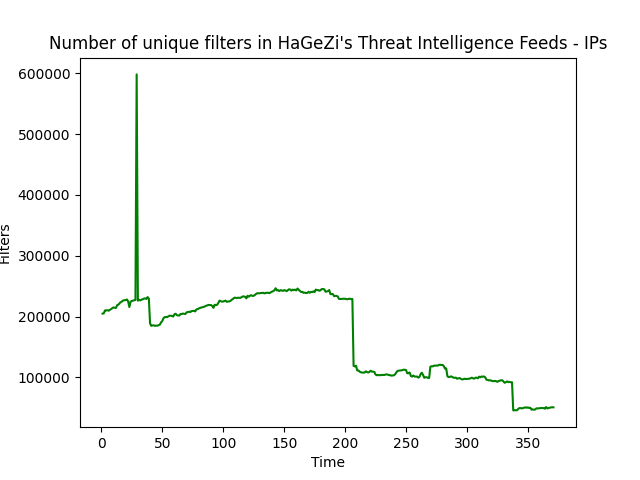 Number of unique filters in HaGeZi's Threat Intelligence Feeds - IPs
600000
500000
400000
300000
200000
100000
Filters
0 50 100 150 200 250 300 350
Time